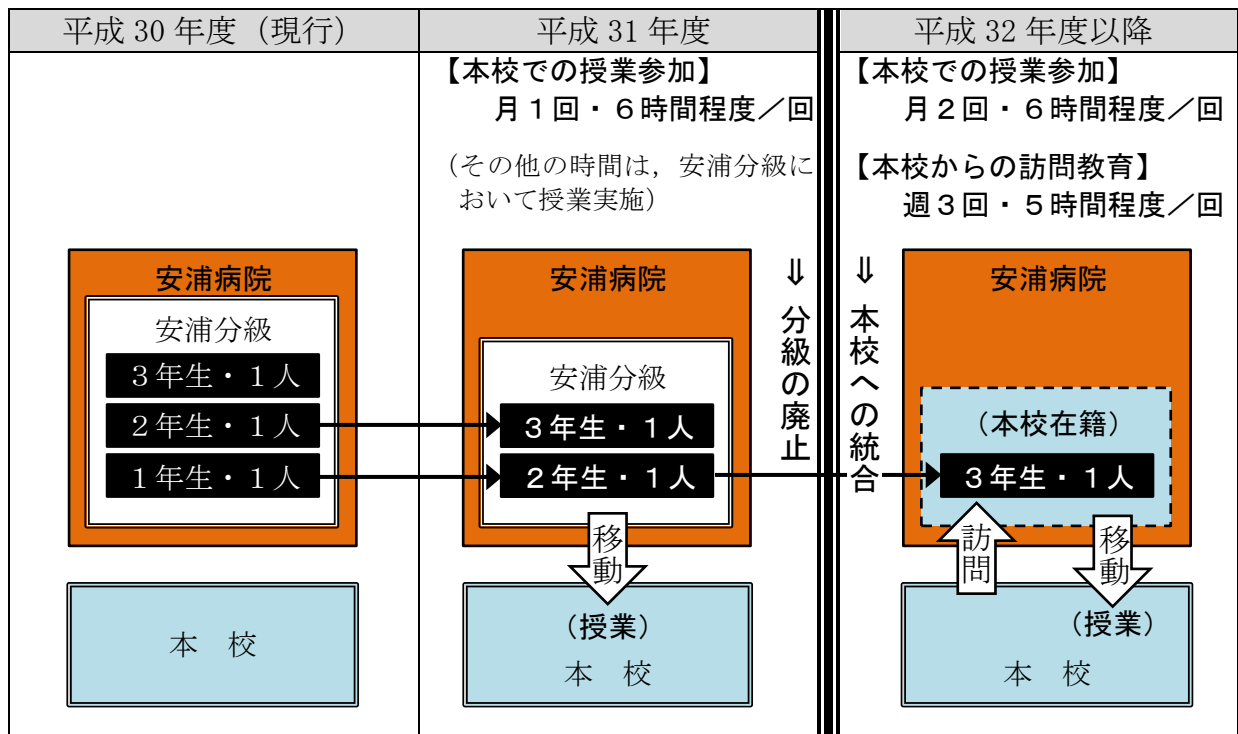 平成 30 年度（現行）
安浦病院
安浦分級
３年生・１人
２年生・１人
１年生・１人
本　校
平成 31 年度
【本校での授業参加】
月１回・６時間程度／回
（その他の時間は，安浦分級に
おいて授業実施）
安浦病院
安浦分級
３年生・１人
２年生・１人
移動
（授業）
本　校
⇒分級の廃止
平成 32 年度以降
【本校での授業参加】
月２回・６時間程度／回
【本校からの訪問教育】
週３回・５時間程度／回
⇒本校への統合
安浦病院
（本校在籍）
３年生・１人
訪問
移動
（授業）
本　校